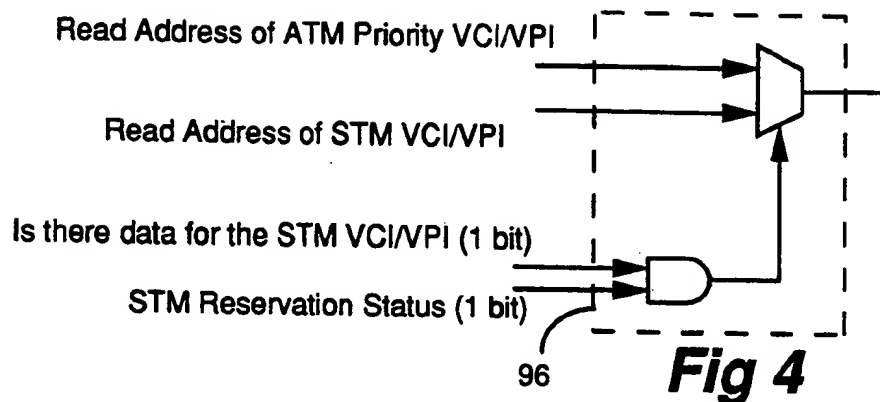 Read Address of ATM Priority VCI/VPI
Read Address of STM VCI/VPI
Is there data for the STM VCI/VPI (1 bit)
STM Reservation Status (1 bit)
96
Fig 4